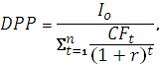 DPP = I_o / (Σ_{t=1}^{n} CF_t / (1 + r)^t),